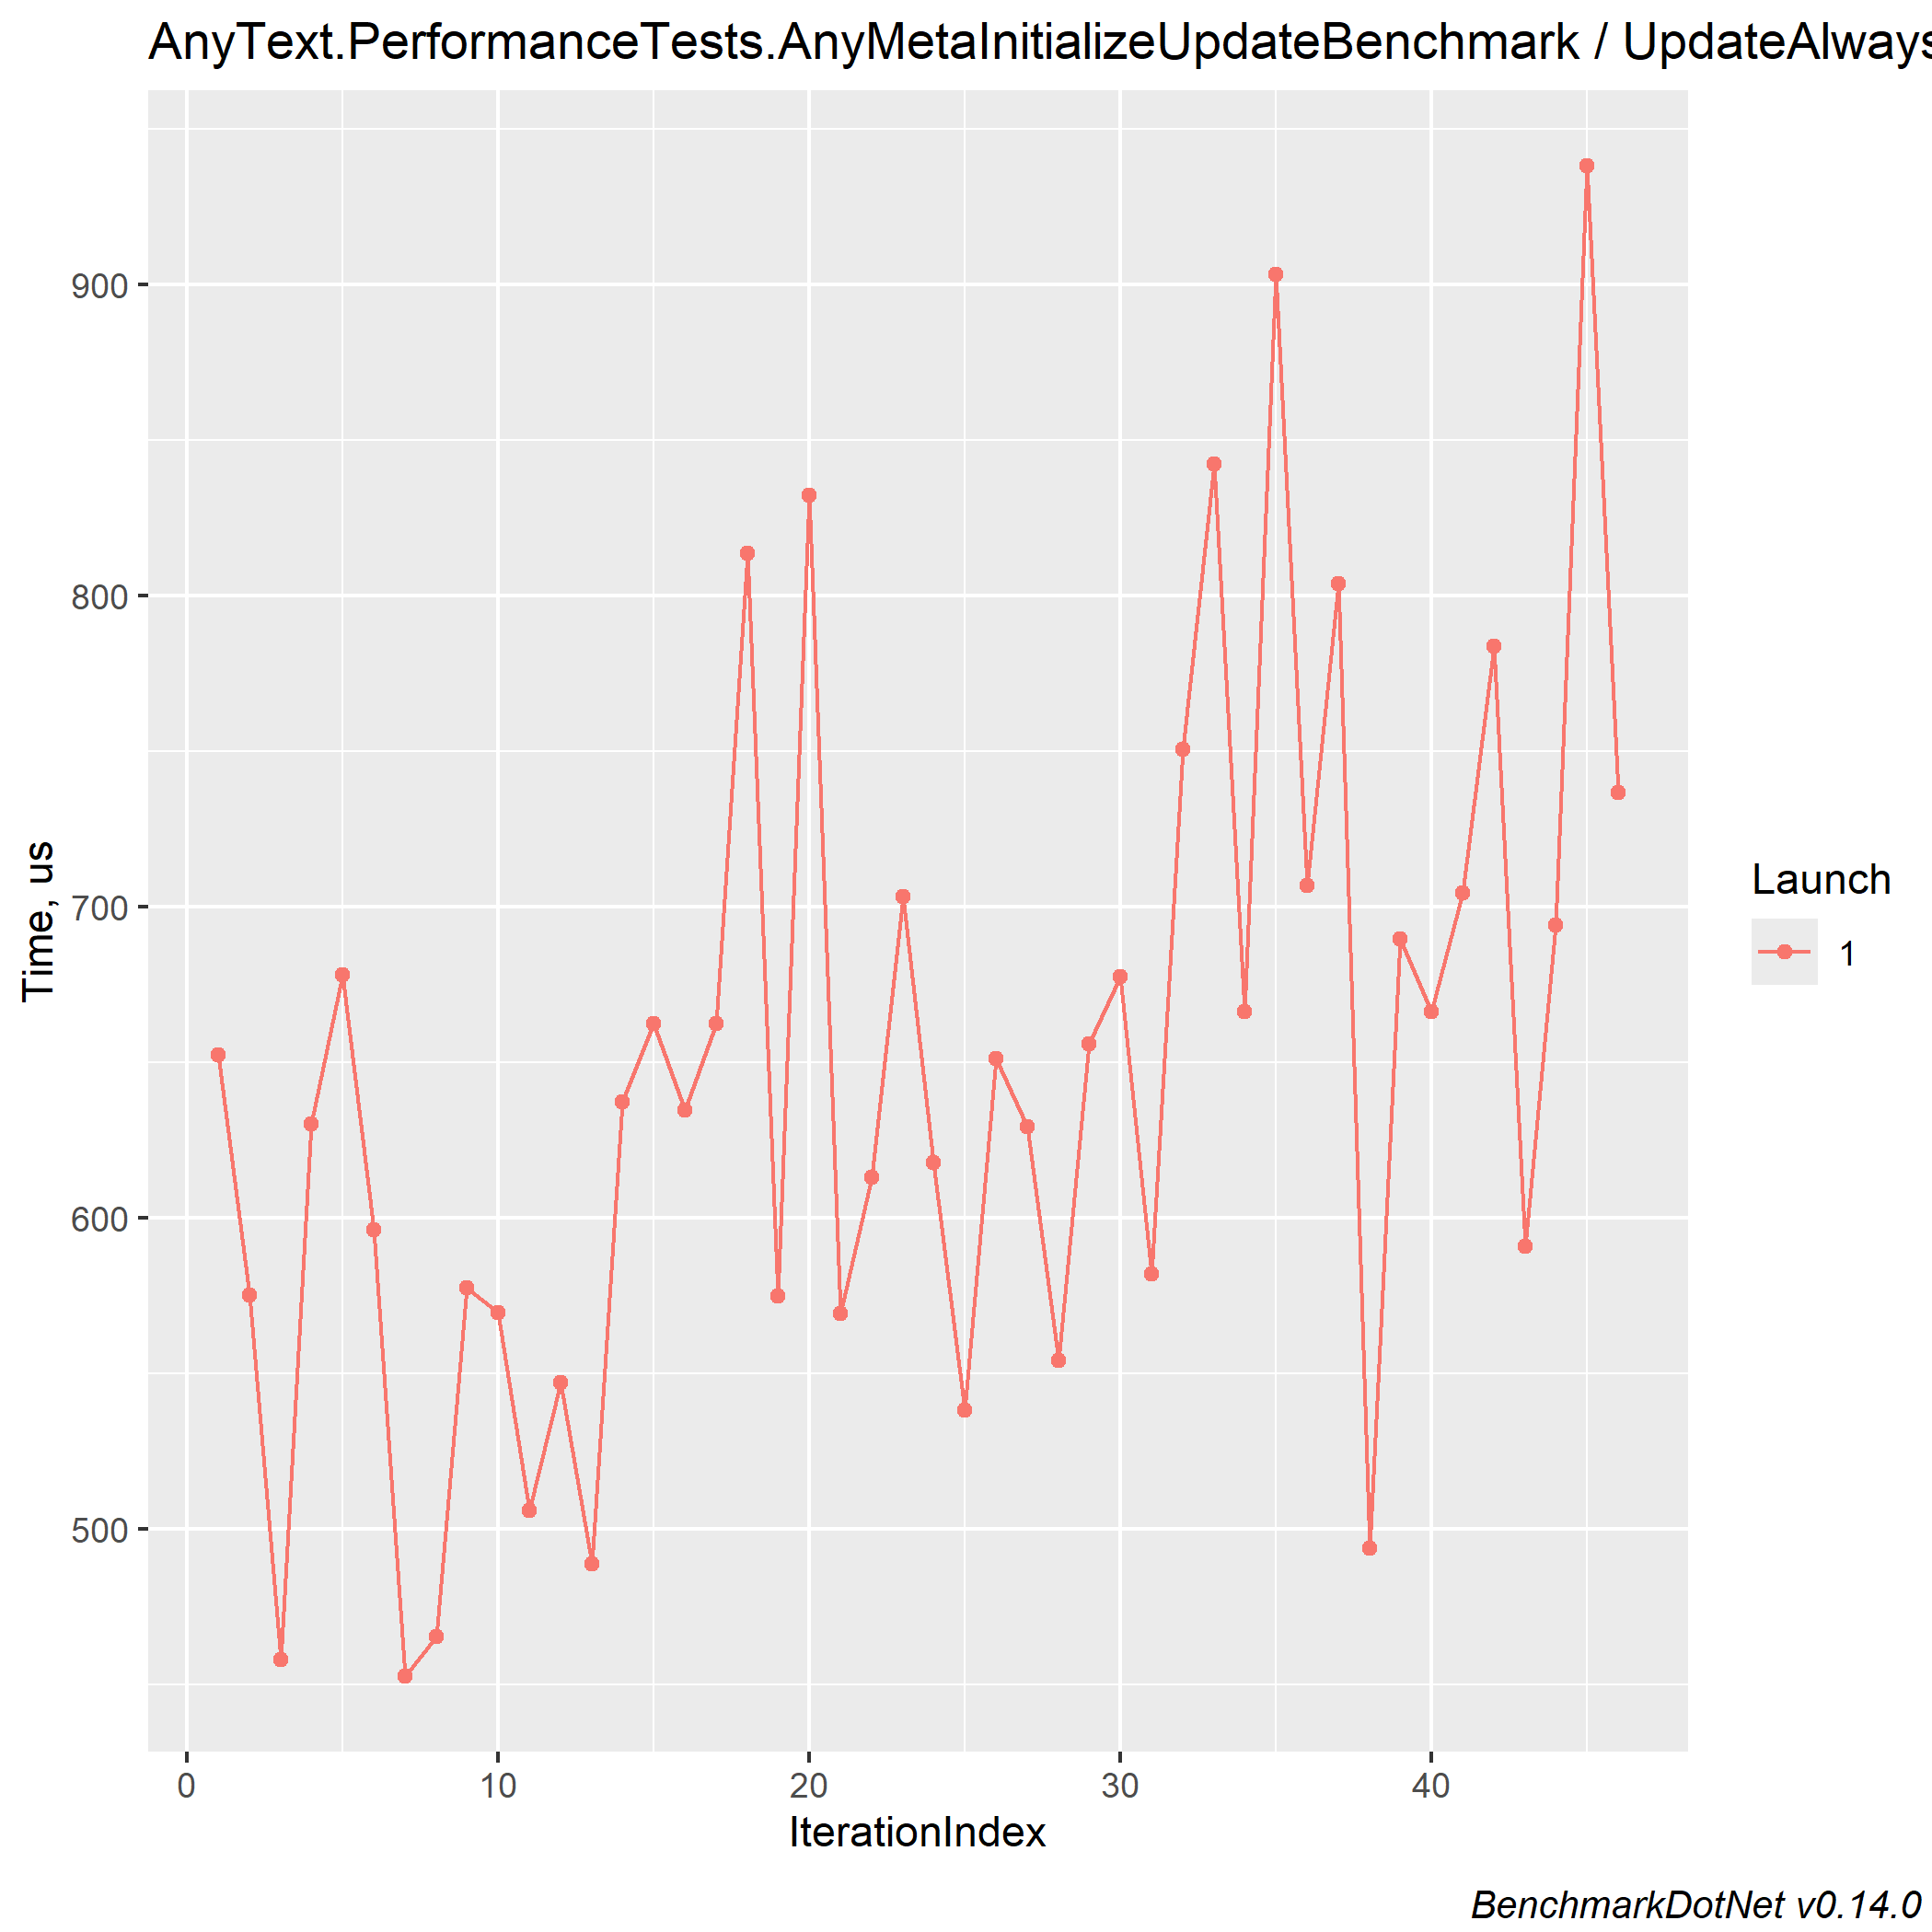 AnyText.PerformanceTests.AnyMetaInitializeUpdateBenchmark / UpdateAlways
Time, us
900
800
700
600
500
0 10 20 30 40
IterationIndex
Launch
1
BenchmarkDotNet v0.14.0